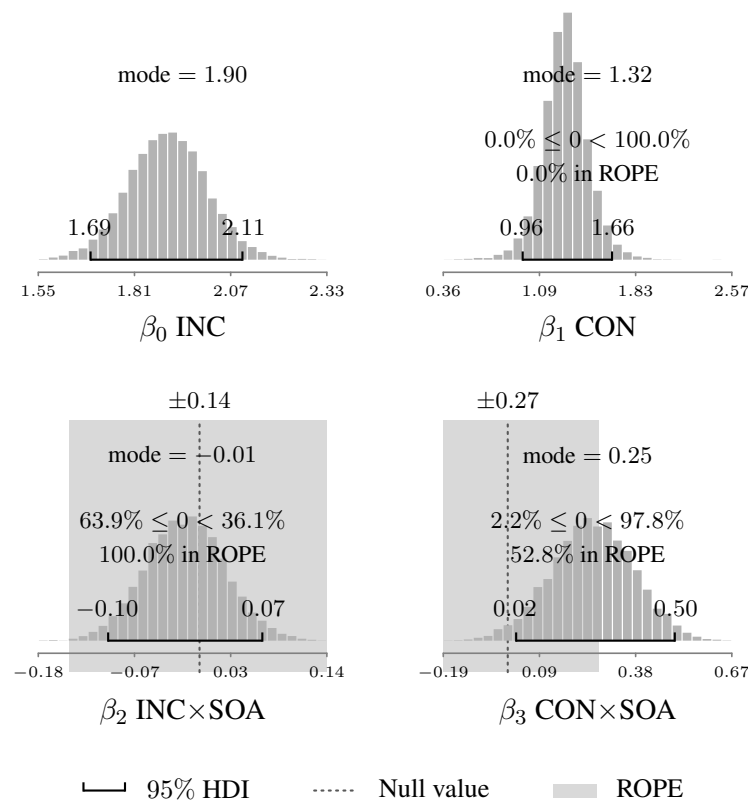 mode = 1.90
1.69 2.11
1.55 1.81 2.07 2.33
β₀ INC
mode = 1.32
0.0% ≤ 0 < 100.0%
0.0% in ROPE
0.96 1.66
0.36 1.09 1.83 2.57
β₁ CON
±0.14
mode = −0.01
63.9% ≤ 0 < 36.1%
100.0% in ROPE
−0.10 0.07
−0.18 −0.07 0.03 0.14
β₂ INC×SOA
±0.27
mode = 0.25
2.2% ≤ 0 < 97.8%
52.8% in ROPE
0.02 0.50
−0.19 0.09 0.38 0.67
β₃ CON×SOA
95% HDI Null value ROPE